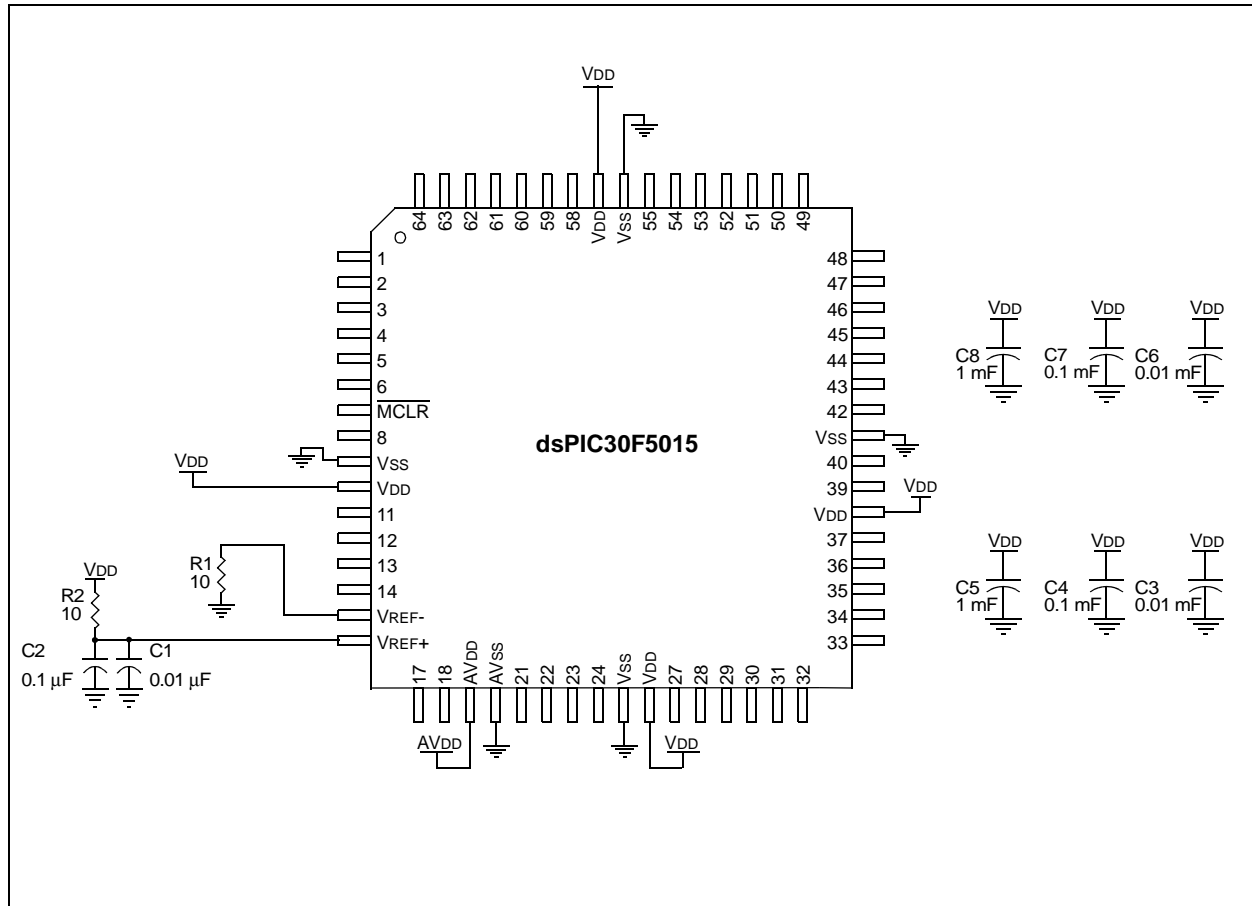 VDD
64 63 62 61 60 59 58 VDD VSS 55 54 53 52 51 50 49
1
2
3
4
5
6
MCLR
8
VSS
VDD
11
12
13
14
VREF-
VREF+
48
47
46
45
44
43
42
VSS
40
39
VDD
37
36
35
34
33
dsPIC30F5015
VDD
VDD
R1
10
VDD
R2
10
C2
0.1 μF
C1
0.01 μF
17 18 AVDD AVSS 21 22 23 24 VSS VDD 27 28 29 30 31 32
AVDD
VDD
VDD
VDD
C8
1 mF
VDD
C7
0.1 mF
VDD
C6
0.01 mF
VDD
C5
1 mF
VDD
C4
0.1 mF
VDD
C3
0.01 mF